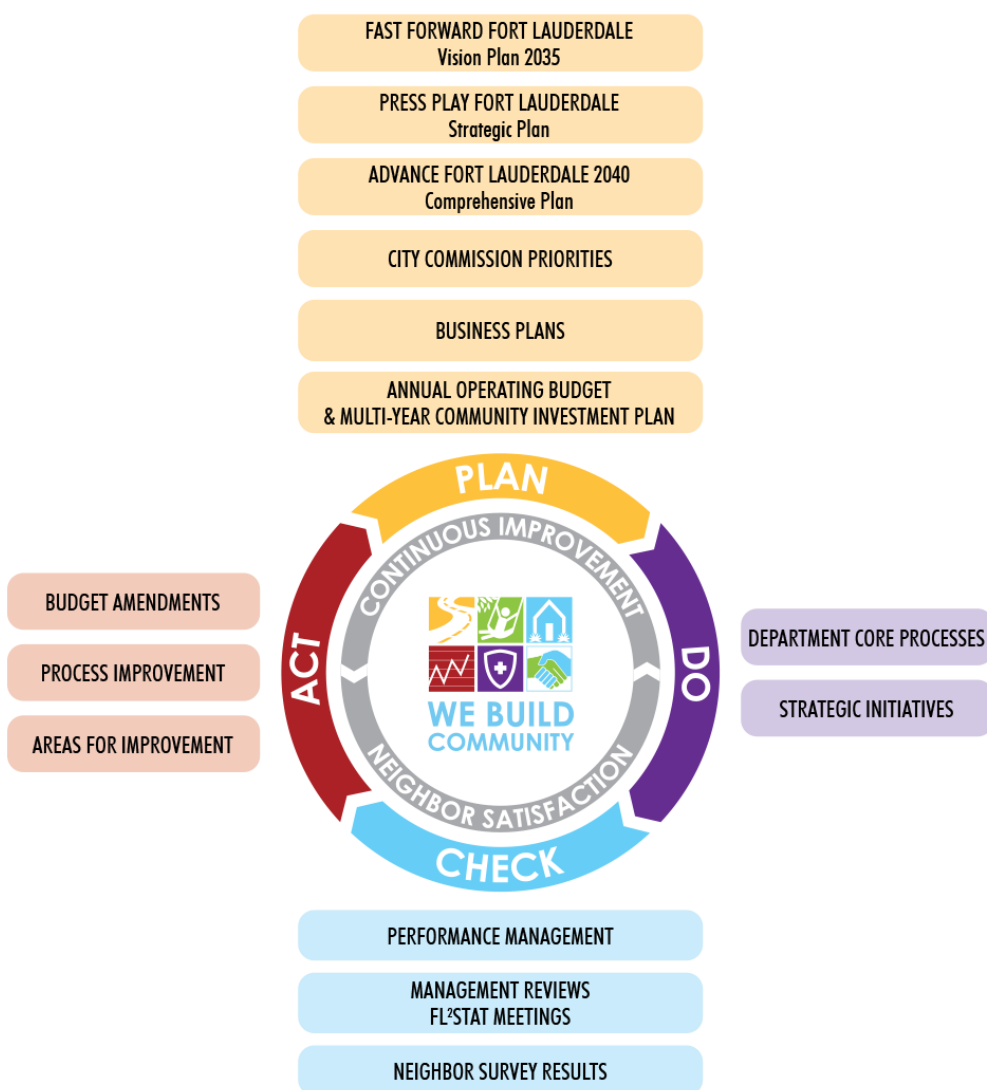 FAST FORWARD FORT LAUDERDALE
Vision Plan 2035
PRESS PLAY FORT LAUDERDALE
Strategic Plan
ADVANCE FORT LAUDERDALE 2040
Comprehensive Plan
CITY COMMISSION PRIORITIES
BUSINESS PLANS
ANNUAL OPERATING BUDGET
& MULTI-YEAR COMMUNITY INVESTMENT PLAN
PLAN
CONTINUOUS IMPROVEMENT
ACT
BUDGET AMENDMENTS
PROCESS IMPROVEMENT
AREAS FOR IMPROVEMENT
WE BUILD
COMMUNITY
DO
DEPARTMENT CORE PROCESSES
STRATEGIC INITIATIVES
NEIGHBOR SATISFACTION
CHECK
PERFORMANCE MANAGEMENT
MANAGEMENT REVIEWS
FL²STAT MEETINGS
NEIGHBOR SURVEY RESULTS